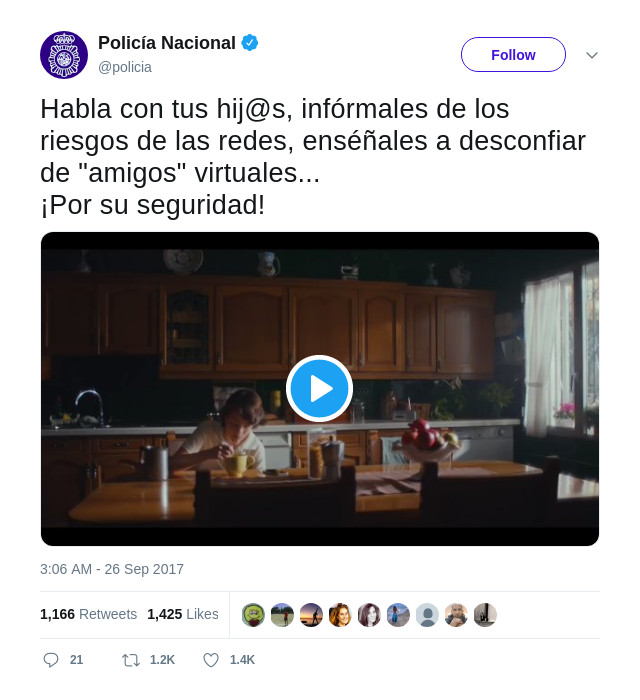 Policía Nacional
@policia
Follow
Habla con tus hij@s, infórmales de los
riesgos de las redes, enséñales a desconfiar
de "amigos" virtuales...
¡Por su seguridad!
3:06 AM - 26 Sep 2017
1,166 Retweets 1,425 Likes
21 1.2K 1.4K